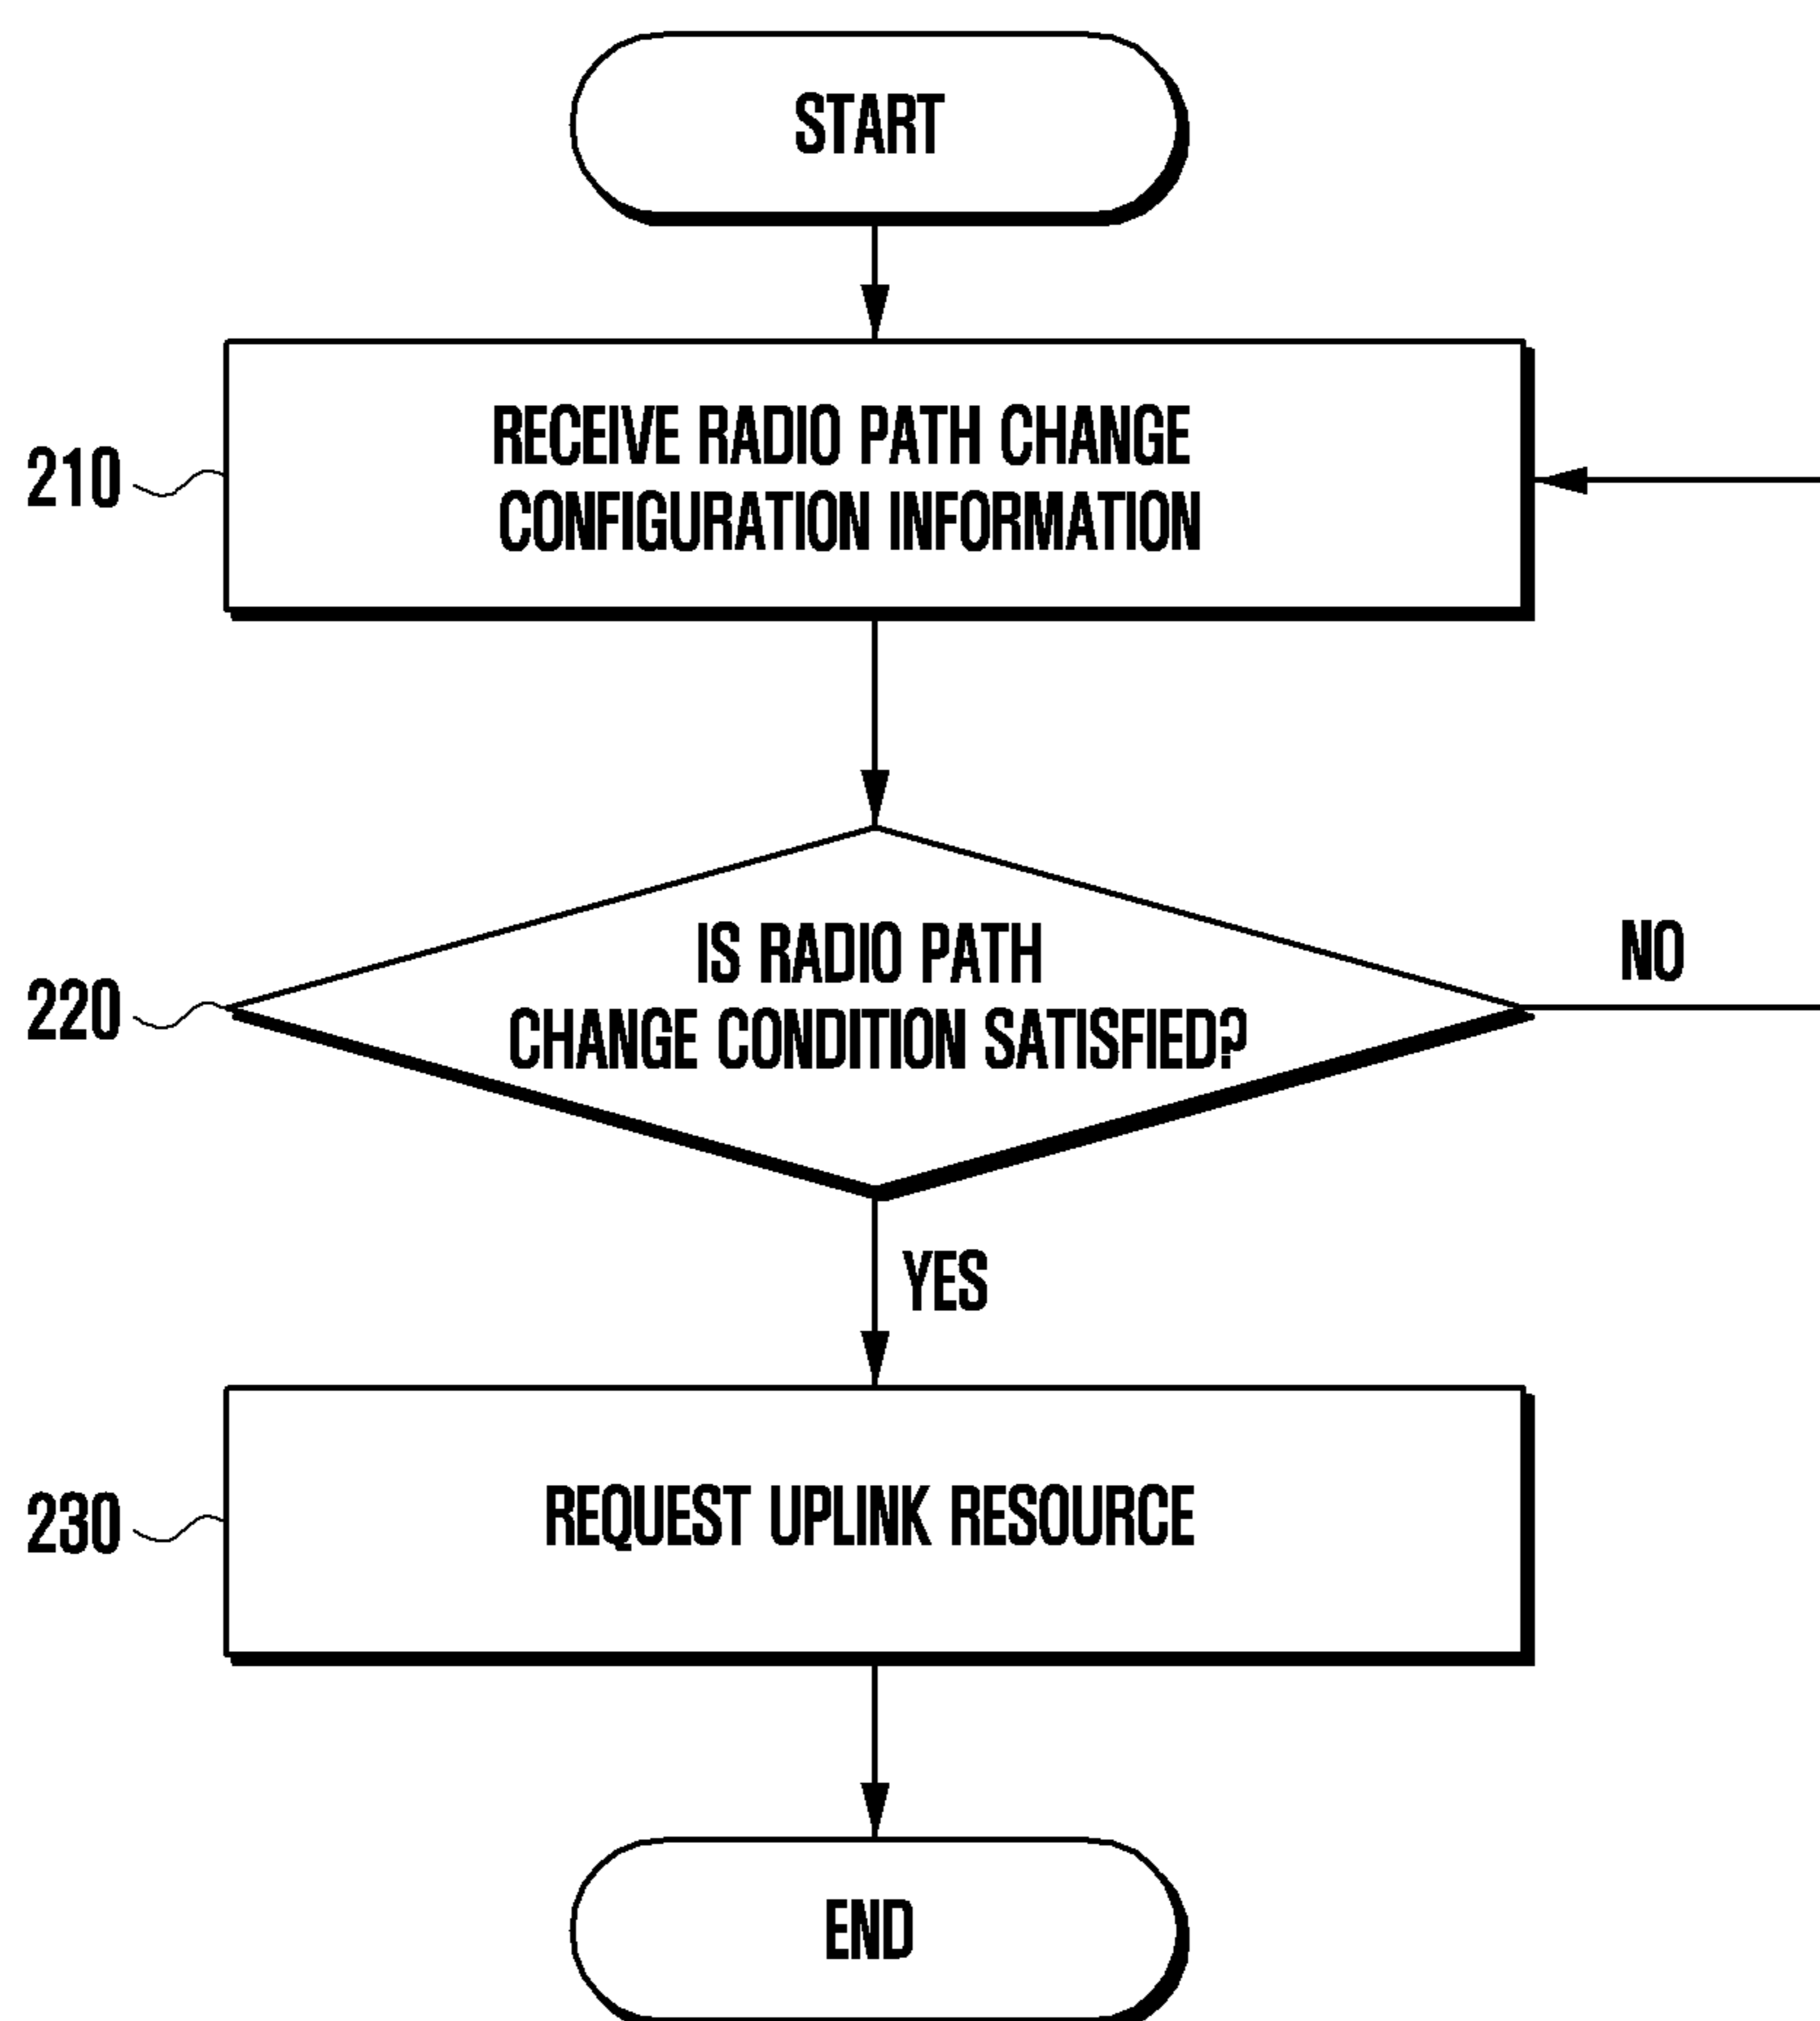 START
RECEIVE RADIO PATH CHANGE
CONFIGURATION INFORMATION
210
IS RADIO PATH
CHANGE CONDITION SATISFIED?
220
NO
YES
REQUEST UPLINK RESOURCE
230
END